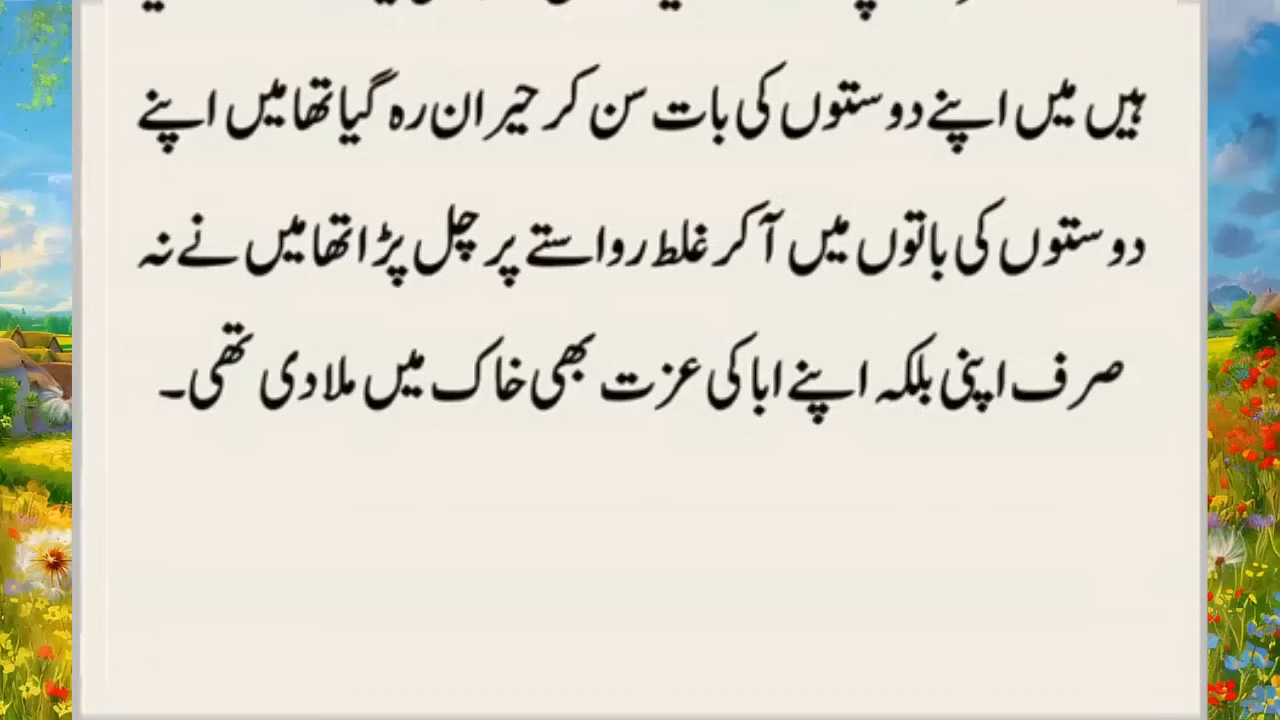 ہیں میں اپنے دوستوں کی بات سن کر حیران رہ گیا تھا میں اپنے
دوستوں کی باتوں میں آ کر غلط رواستے پر چل پڑا تھا میں نے نہ
صرف اپنی بلکہ اپنے ابا کی عزت بھی خاک میں ملا دی تھی۔